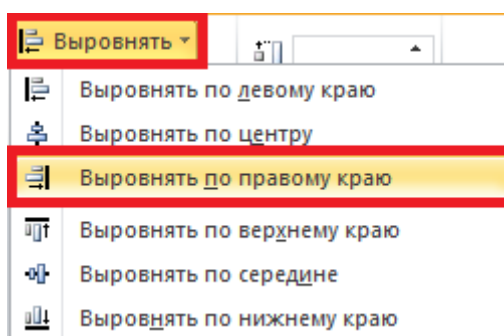 Выровнять
Выровнять по левому краю
Выровнять по центру
Выровнять по правому краю
Выровнять по верхнему краю
Выровнять по середине
Выровнять по нижнему краю